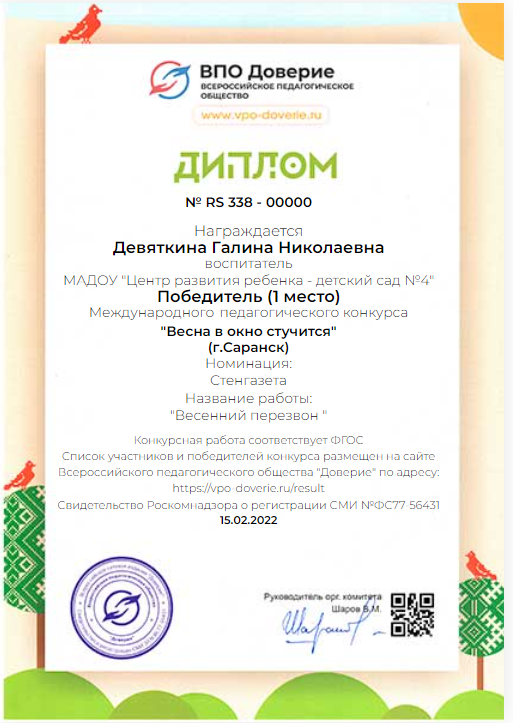 ВПО Доверие
ВСЕРОССИЙСКОЕ ПЕДАГОГИЧЕСКОЕ
ОБЩЕСТВО
www.vpo-doverie.ru
ДИПЛОМ
№ RS 338 - 00000
Награждается
Девяткина Галина Николаевна
воспитатель
МАДОУ "Центр развития ребенка - детский сад №4"
Победитель (1 место)
Международного педагогического конкурса
"Весна в окно стучится"
(г.Саранск)
Номинация:
Стенгазета
Название работы:
"Весенний перезвон "
Конкурсная работа соответствует ФГОС
Список участников и победителей конкурса размещен на сайте
Всероссийского педагогического общества "Доверие" по адресу:
https://vpo-doverie.ru/result
Свидетельство Роскомнадзора о регистрации СМИ №ФС77-56431
15.02.2022
Руководитель орг. комитета
Шаров В.М.